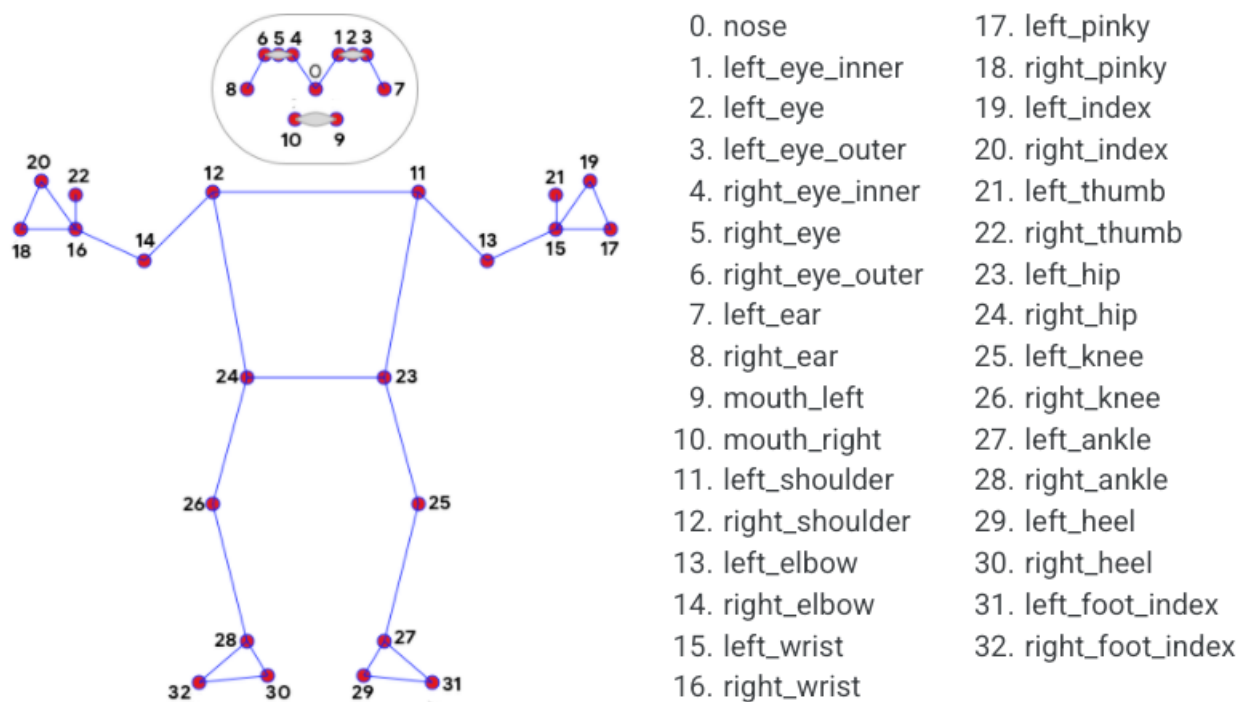 6 5 4 1 2 3
0
8 7
10 9
20 22 12 11 21 19
18 16 14 13 15 17
24 23
26 25
28 27
32 30 29 31
0. nose
1. left_eye_inner
2. left_eye
3. left_eye_outer
4. right_eye_inner
5. right_eye
6. right_eye_outer
7. left_ear
8. right_ear
9. mouth_left
10. mouth_right
11. left_shoulder
12. right_shoulder
13. left_elbow
14. right_elbow
15. left_wrist
16. right_wrist
17. left_pinky
18. right_pinky
19. left_index
20. right_index
21. left_thumb
22. right_thumb
23. left_hip
24. right_hip
25. left_knee
26. right_knee
27. left_ankle
28. right_ankle
29. left_heel
30. right_heel
31. left_foot_index
32. right_foot_index